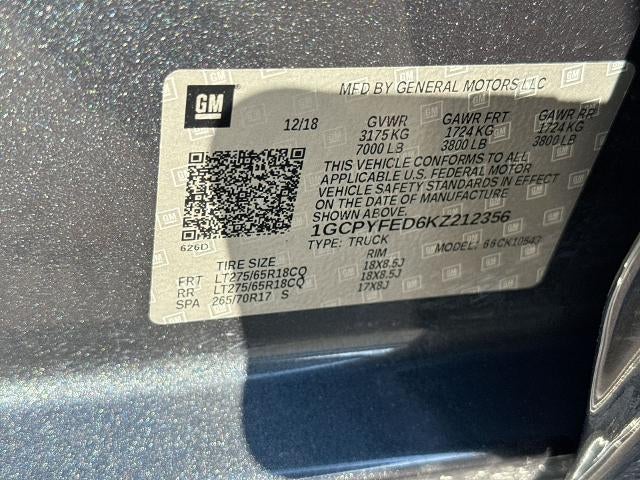 GM
MFD BY GENERAL MOTORS LLC
12/18 GVWR GAWR FRT GAWR RR
3175 KG 1724 KG 1724 KG
7000 LB 3800 LB 3800 LB
THIS VEHICLE CONFORMS TO ALL
APPLICABLE U.S. FEDERAL MOTOR
VEHICLE SAFETY STANDARDS IN EFFECT
ON THE DATE OF MANUFACTURE
SHOWN ABOVE.
626D
1GCPYFED6KZ212356
TYPE: TRUCK MODEL:
TIRE SIZE RIM
FRT LT275/65R18CQ 18X8.5J
RR LT275/65R18CQ 18X8.5J
SPA 265/70R17 S 17X8J